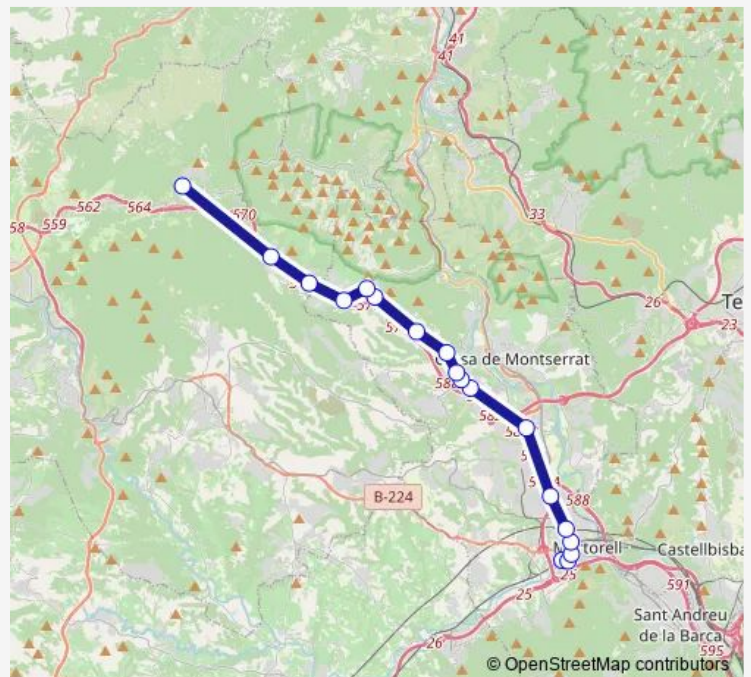 41
41
562
564
570
559
58
33
26
23
Te
sa de Montserrat
B-224
588
Castellbisba
25
591
25
Sant Andreu
de la Barca
26
595
© OpenStreetMap contributors